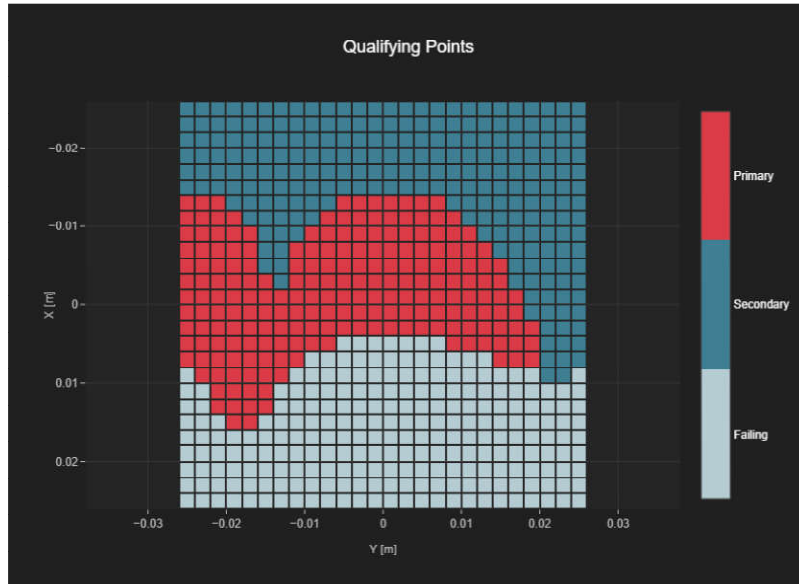 Qualifying Points
Primary
Secondary
Failing
X [m]
−0.02
−0.01
0
0.01
0.02
−0.03
−0.02
−0.01
0
0.01
0.02
0.03
Y [m]